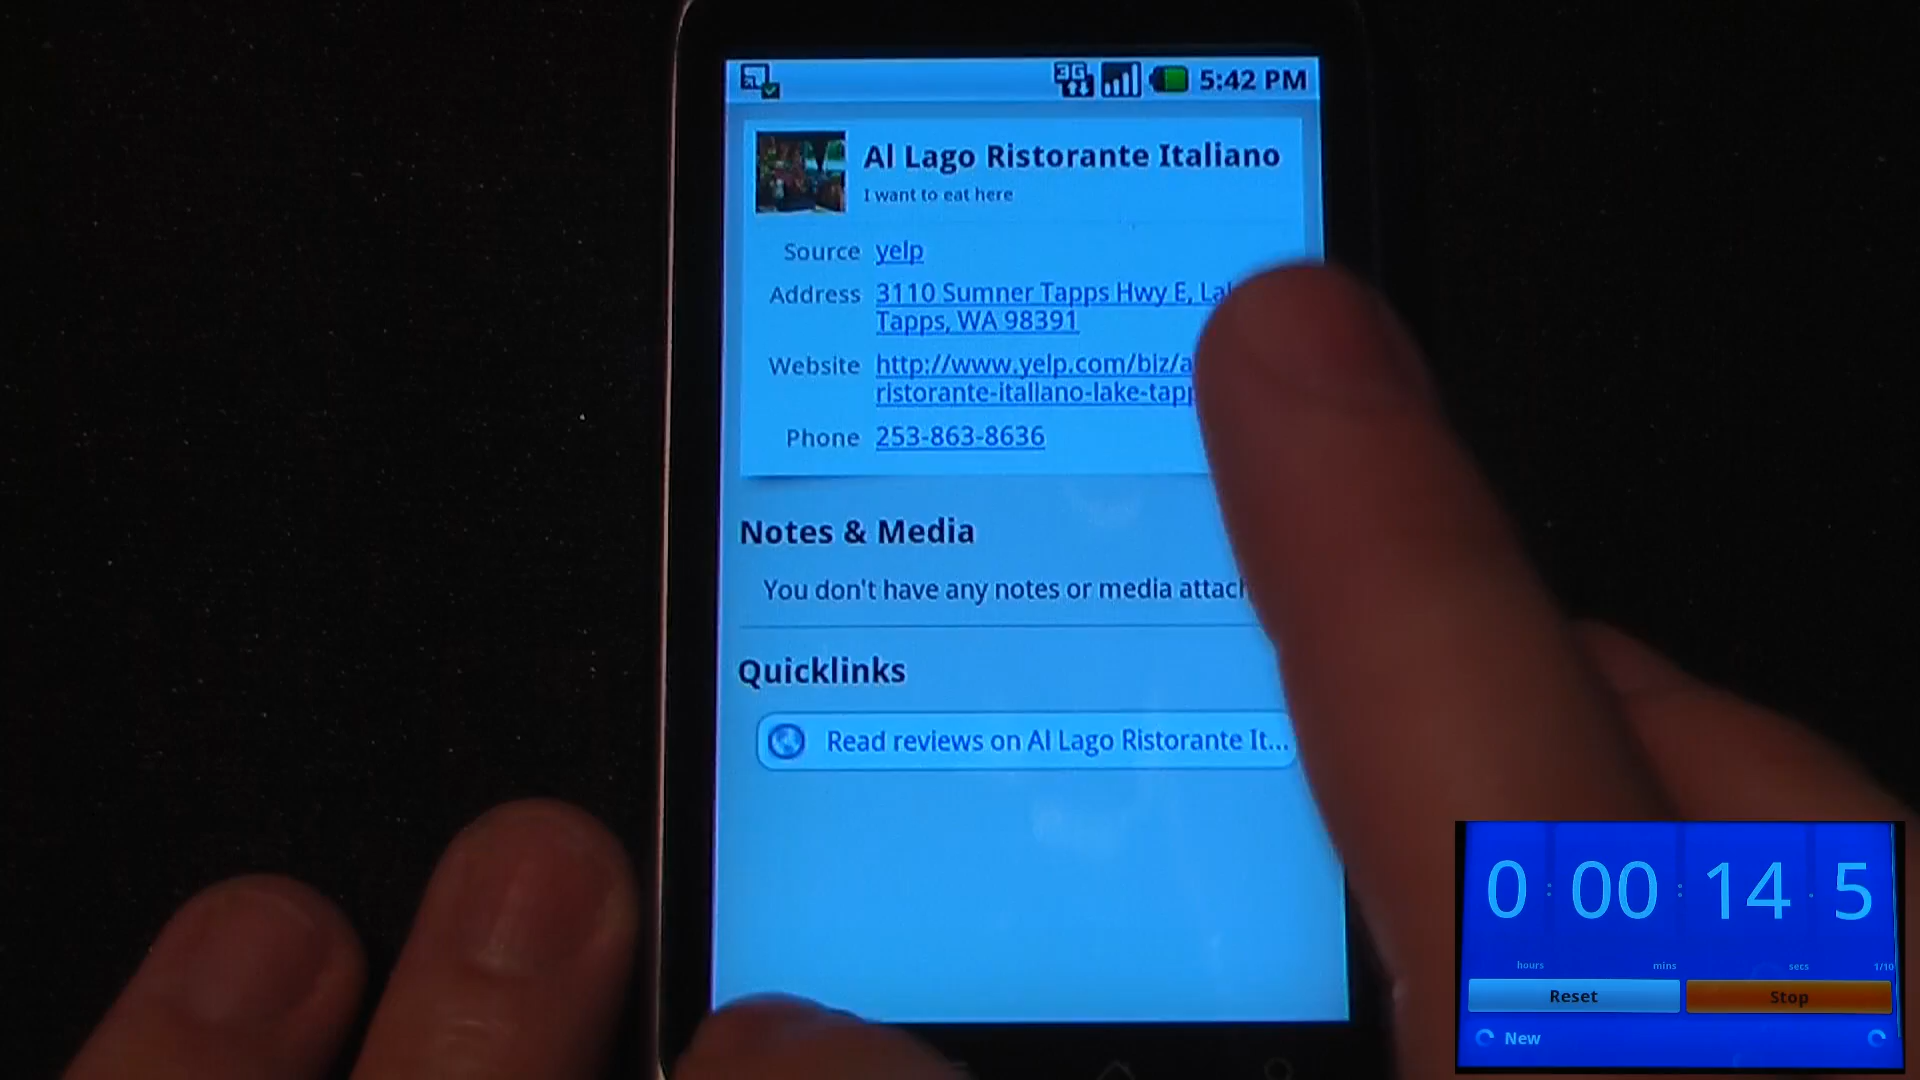 3G 5:42 PM
Al Lago Ristorante Italiano
I want to eat here
Source yelp
Address 3110 Sumner Tapps Hwy E,
Tapps, WA 98391
Website http://www.yelp.com/biz/a
ristorante-italiano-lake-tapp
Phone 253-863-8636
Notes & Media
You don't have any notes or media attach
Quicklinks
Read reviews on Al Lago Ristorante It...
0 : 00 : 14 . 5
hours mins secs 1/10
Reset Stop
New